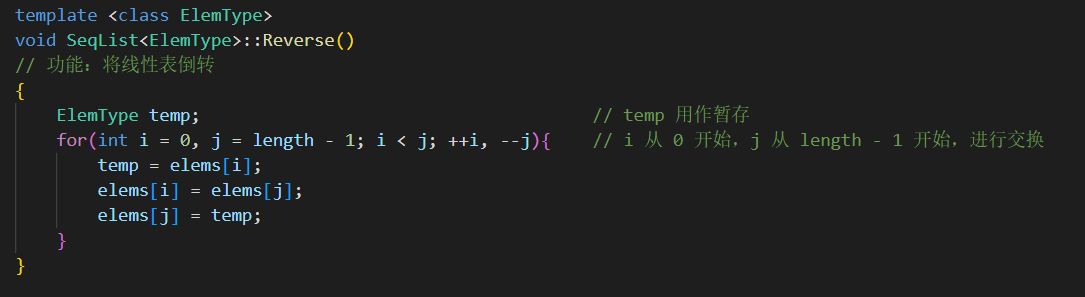 template <class ElemType>
void SeqList<ElemType>::Reverse()
// 功能：将线性表倒转
{
    ElemType temp;                                      // temp 用作暂存
    for(int i = 0, j = length - 1; i < j; ++i, --j){    // i 从 0 开始，j 从 length - 1 开始，进行交换
        temp = elems[i];
        elems[i] = elems[j];
        elems[j] = temp;
    }
}